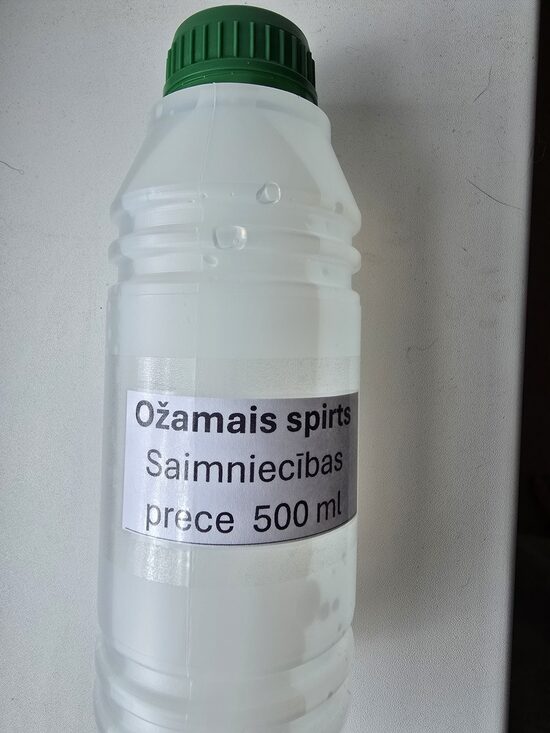 Ožamais spirts
Saimniecības
prece 500 ml